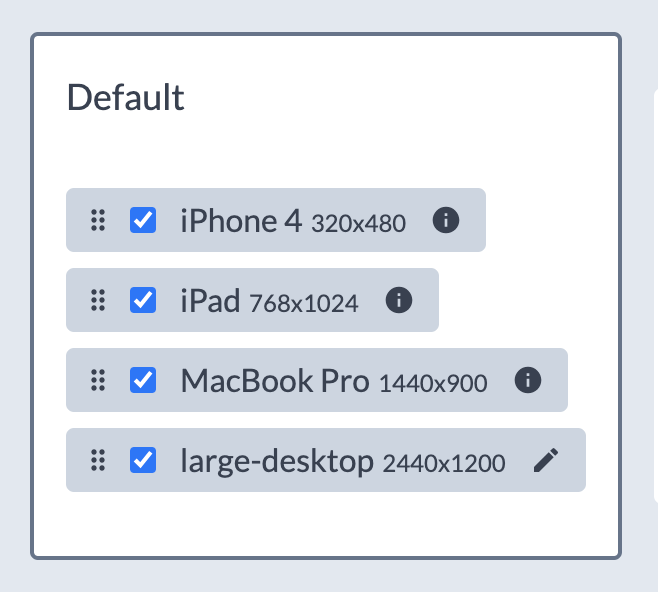 Default
iPhone 4 320x480
iPad 768x1024
MacBook Pro 1440x900
large-desktop 2440x1200